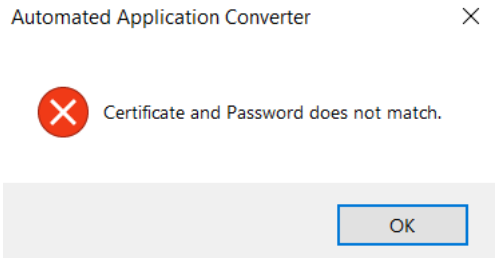 Automated Application Converter
Certificate and Password does not match.
OK